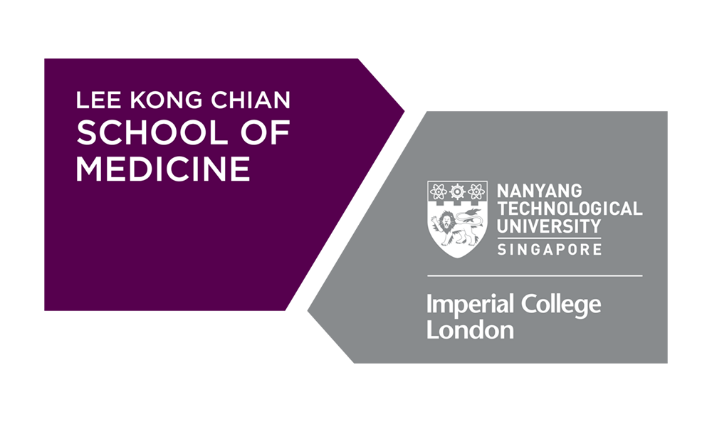 LEE KONG CHIAN
SCHOOL OF
MEDICINE
NANYANG
TECHNOLOGICAL
UNIVERSITY
SINGAPORE
Imperial College
London